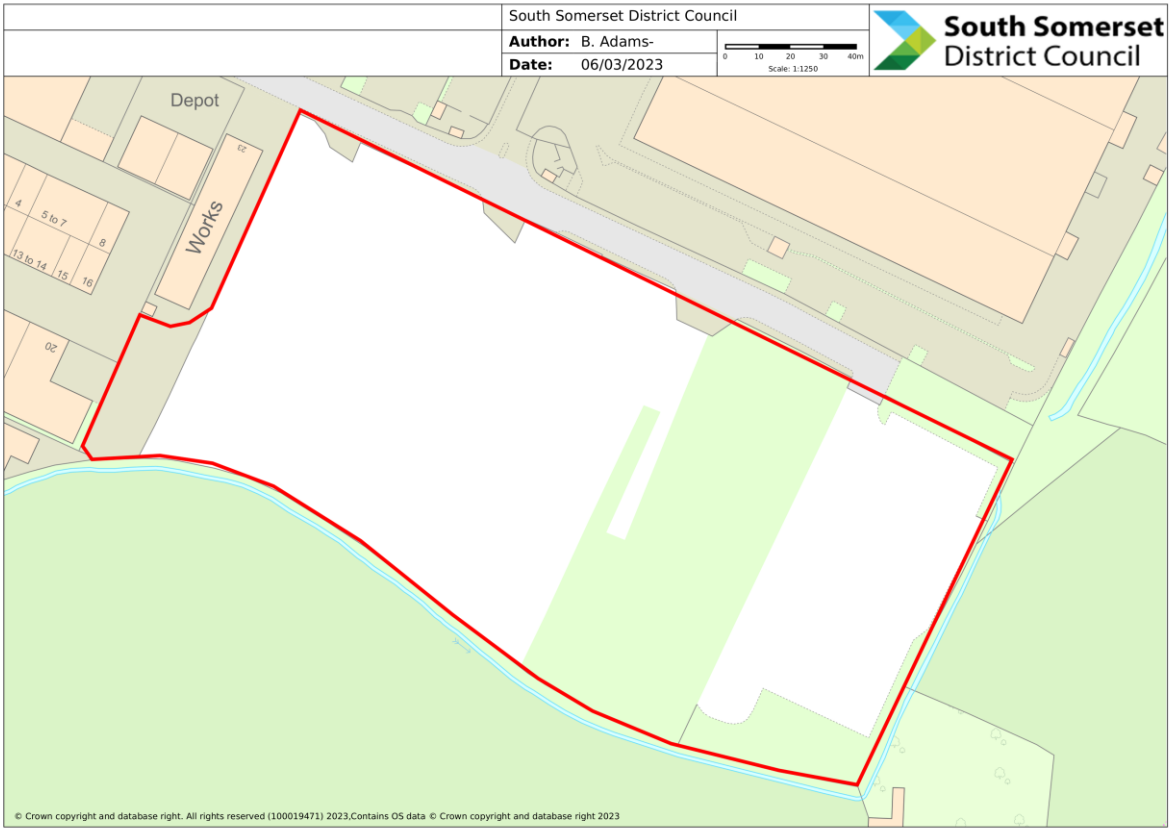 South Somerset District Council
Author: B. Adams-
Date: 06/03/2023
0 10 20 30 40m
Scale: 1:1250
South Somerset
District Council
Depot
23
Works
4
5 to 7
8
13 to 14
15
16
20
© Crown copyright and database right. All rights reserved (100019471) 2023,Contains OS data © Crown copyright and database right 2023